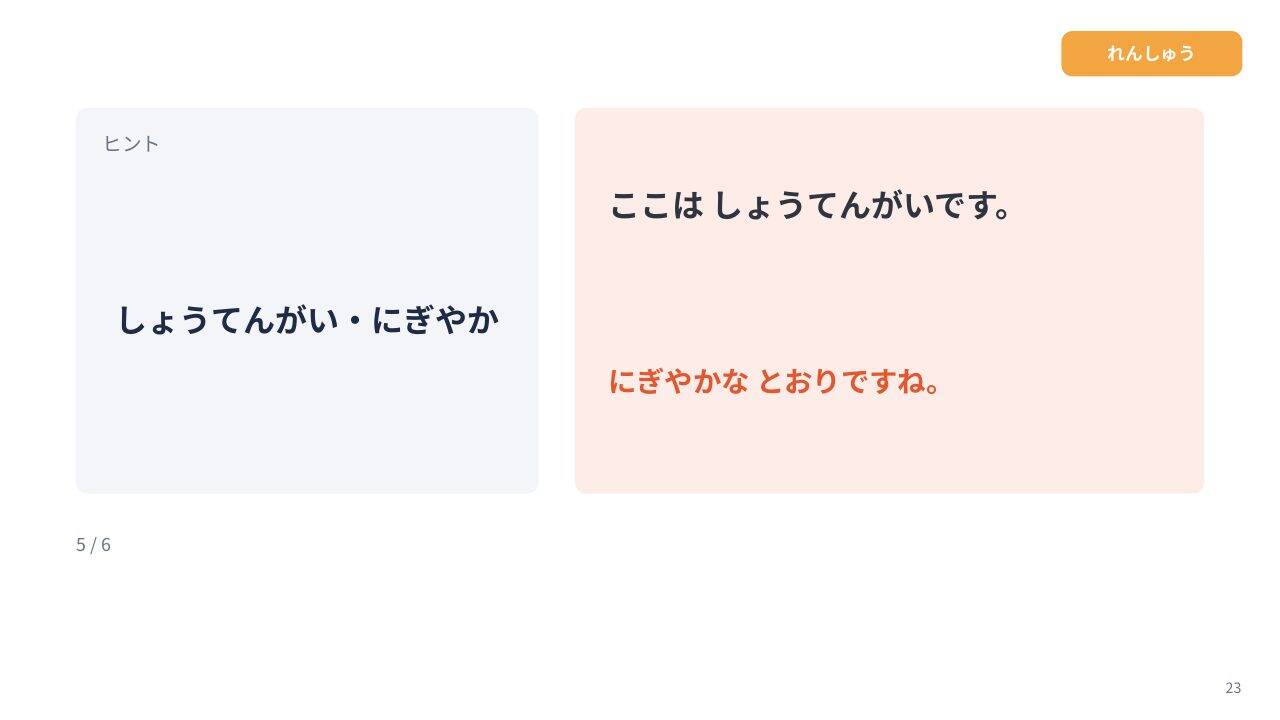 れんしゅう
ヒント
しょうてんがい・にぎやか
ここは しょうてんがいです。
にぎやかな とおりですね。
5 / 6
23